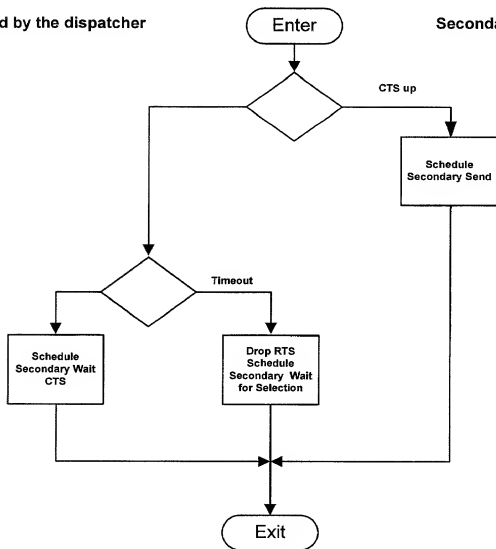 d by the dispatcher
Enter
Seconda
CTS up
Schedule
Secondary Send
Timeout
Schedule
Secondary Wait
CTS
Drop RTS
Schedule
Secondary Wait
for Selection
Exit